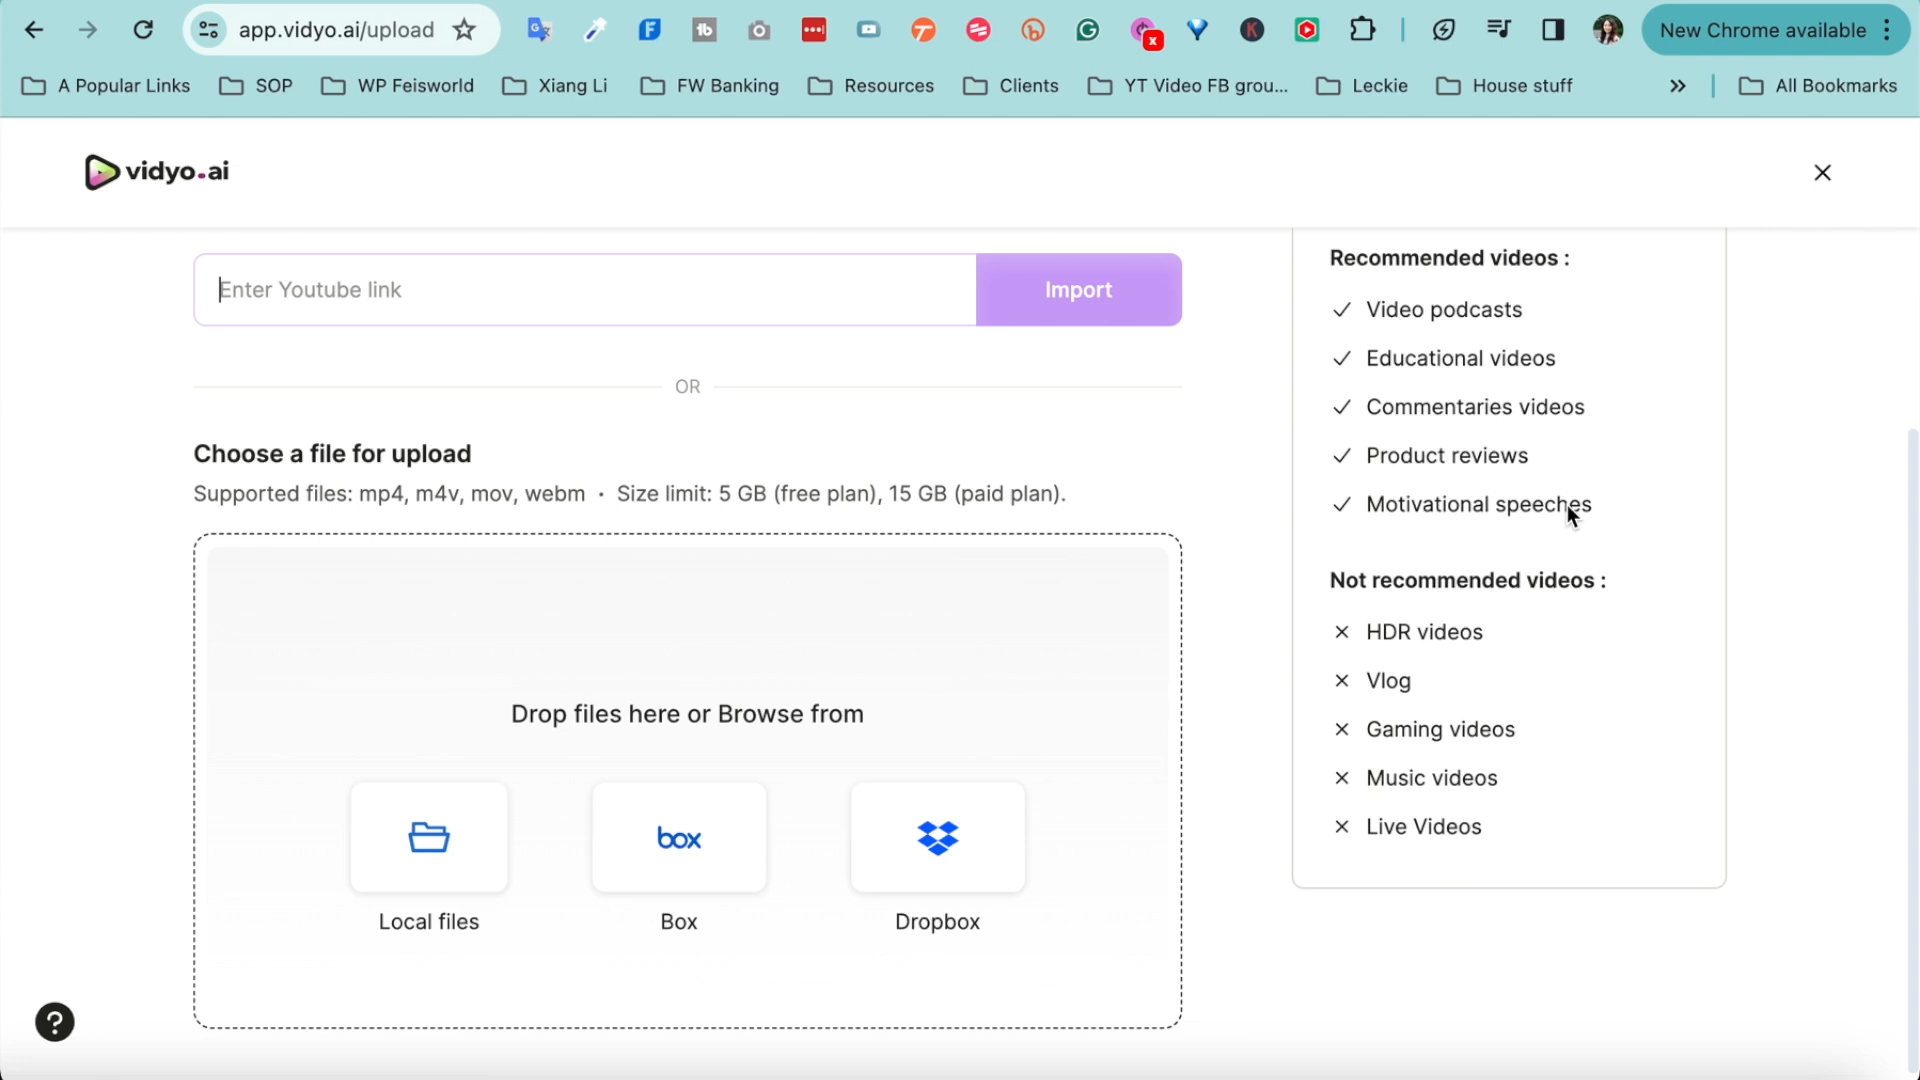 app.vidyo.ai/upload
New Chrome available
A Popular Links
SOP
WP Feisworld
Xiang Li
FW Banking
Resources
Clients
YT Video FB grou...
Leckie
House stuff
All Bookmarks
vidyo.ai
Enter Youtube link
Import
OR
Choose a file for upload
Supported files: mp4, m4v, mov, webm • Size limit: 5 GB (free plan), 15 GB (paid plan).
Drop files here or Browse from
box
Local files
Box
Dropbox
Recommended videos :
Video podcasts
Educational videos
Commentaries videos
Product reviews
Motivational speeches
Not recommended videos :
HDR videos
Vlog
Gaming videos
Music videos
Live Videos
?